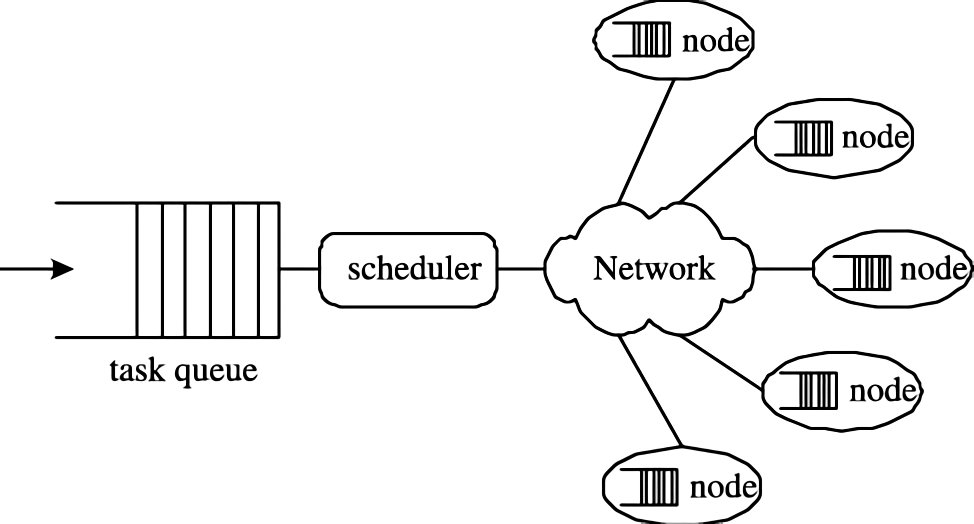 node
node
scheduler
Network
node
task queue
node
node